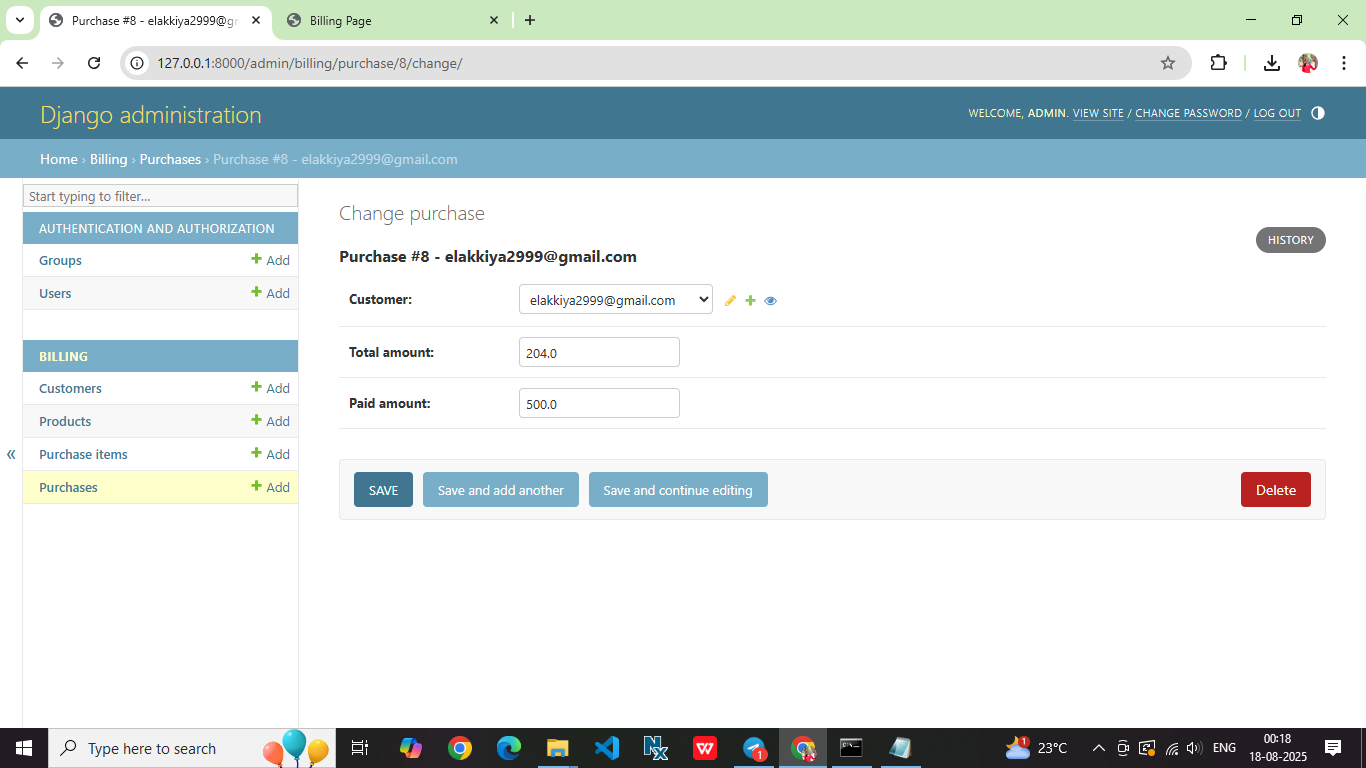 Purchase #8 - elakkiya2999@gr
Billing Page
127.0.0.1:8000/admin/billing/purchase/8/change/
Django administration
WELCOME, ADMIN. VIEW SITE / CHANGE PASSWORD / LOG OUT
Home › Billing › Purchases › Purchase #8 - elakkiya2999@gmail.com
Start typing to filter...
AUTHENTICATION AND AUTHORIZATION
Groups + Add
Users + Add
BILLING
Customers + Add
Products + Add
Purchase items + Add
Purchases + Add
«
Change purchase
HISTORY
Purchase #8 - elakkiya2999@gmail.com
Customer: elakkiya2999@gmail.com
Total amount: 204.0
Paid amount: 500.0
SAVE
Save and add another
Save and continue editing
Delete
Type here to search
1
1
23°C
ENG
00:18
18-08-2025